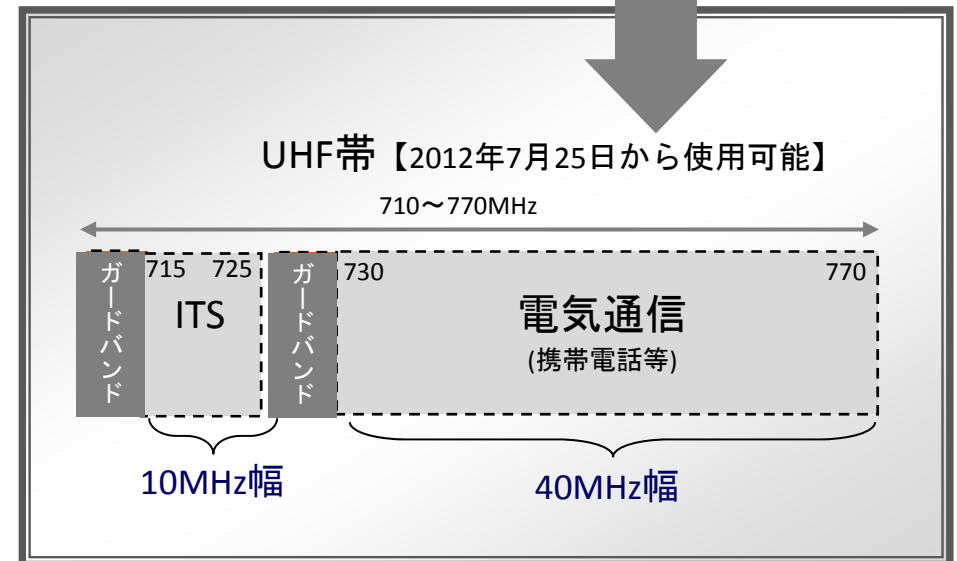 UHF帯【2012年7月25日から使用可能】
710～770MHz
ガードバンド
715 725
ITS
ガードバンド
730 770
電気通信
(携帯電話等)
10MHz幅
40MHz幅